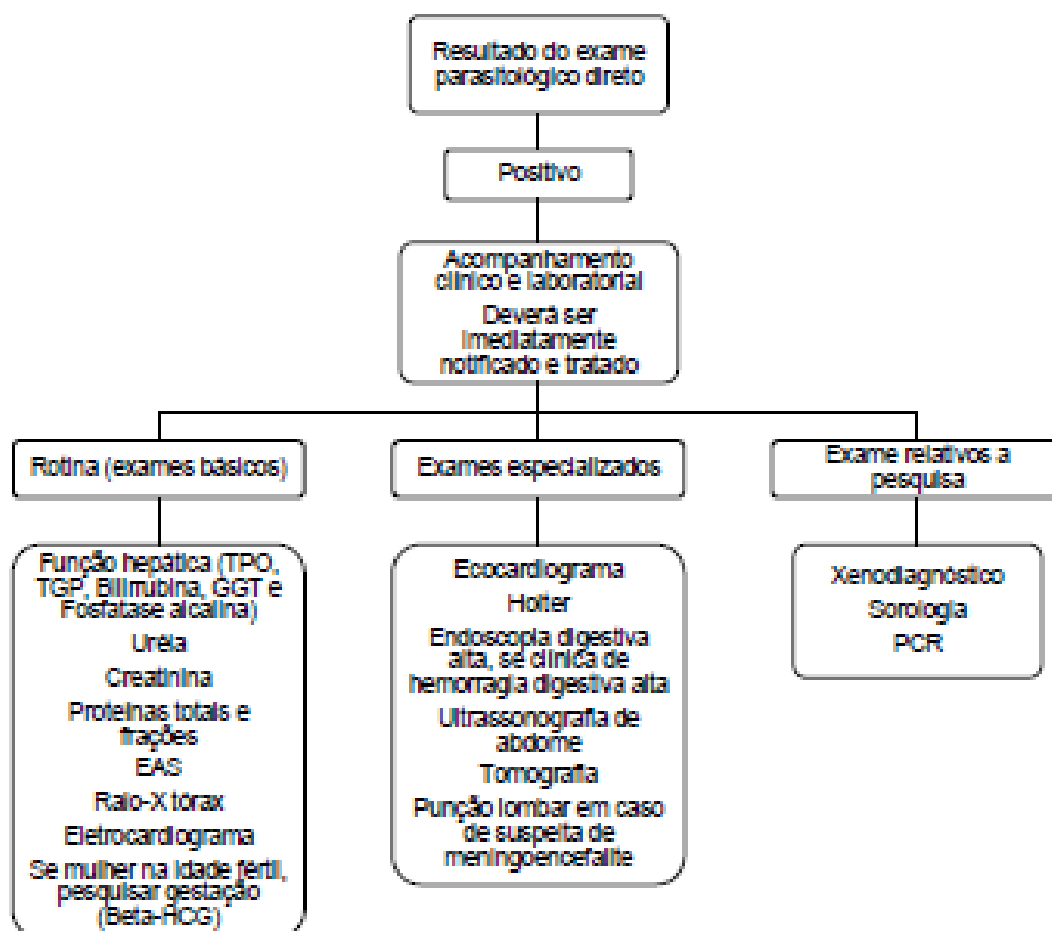 Resultado do exame
parasitológico direto
Positivo
Acompanhamento
clínico e laboratorial
Deverá ser
imediatamente
notificado e tratado
Rotina (exames básicos)
Função hepática (TPO,
TGP, Bilirrubina, GGT e
Fosfatase alcalina)
Uréia
Creatinina
Proteínas totais e
frações
EAS
Raio-X tórax
Eletrocardiograma
Se mulher na idade fértil,
pesquisar gestação
(Beta-HCG)
Exames especializados
Ecocardiograma
Holter
Endoscopia digestiva
alta, se clínica de
hemorragia digestiva alta
Ultrassonografia de
abdome
Tomografia
Punção lombar em caso
de suspeita de
meningoencefalite
Exame relativos a
pesquisa
Xenodiagnóstico
Sorologia
PCR